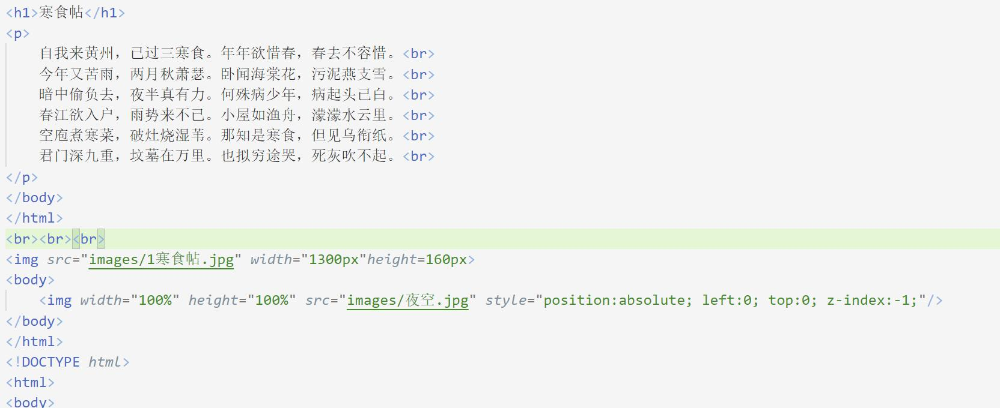 <h1>寒食帖</h1>
<p>
自我来黄州，已过三寒食。年年欲惜春，春去不容惜。<br>
今年又苦雨，两月秋萧瑟。卧闻海棠花，污泥燕支雪。<br>
暗中偷负去，夜半真有力。何殊病少年，病起头已白。<br>
春江欲入户，雨势来不已。小屋如渔舟，濛濛水云里。<br>
空庖煮寒菜，破灶烧湿苇。那知是寒食，但见乌衔纸。<br>
君门深九重，坟墓在万里。也拟穷途哭，死灰吹不起。<br>
</p>
</body>
</html>
<br><br><br>
<img src="images/1寒食帖.jpg" width="1300px"height=160px>
<body>
<img width="100%" height="100%" src="images/夜空.jpg" style="position:absolute; left:0; top:0; z-index:-1;"/>
</body>
</html>
<!DOCTYPE html>
<html>
<body>